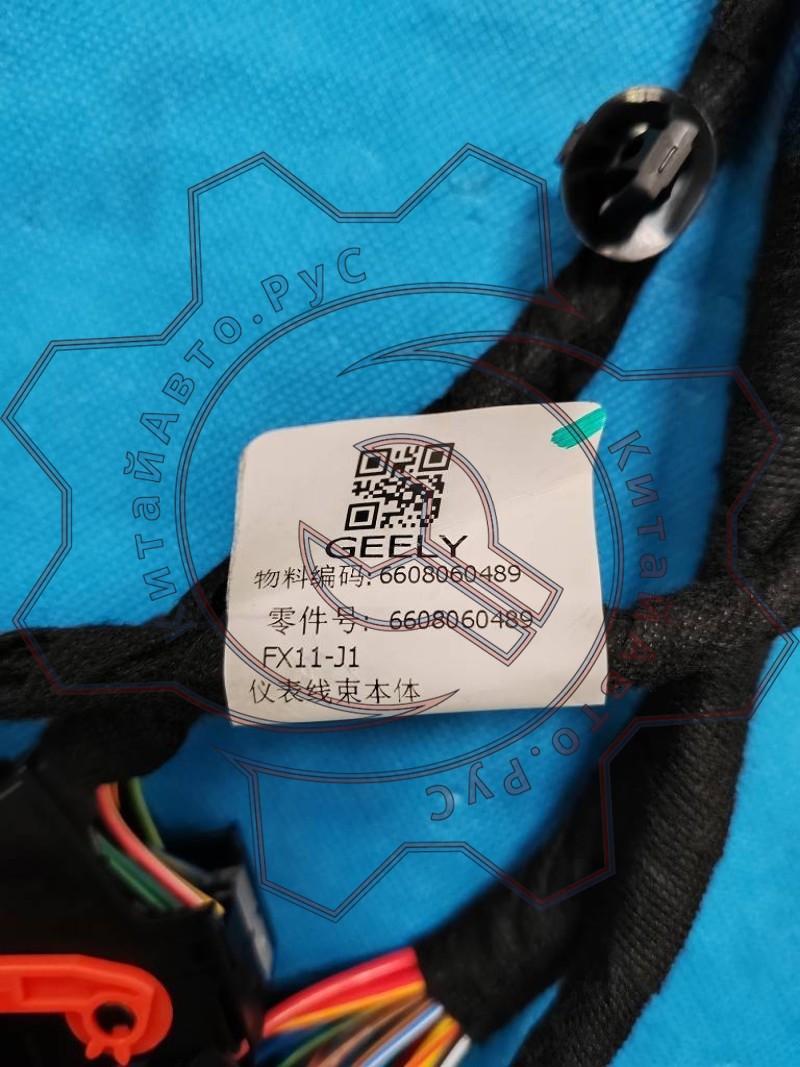 КитайАвто.РуС
GEELY
物料编码: 6608060489
零件号: 6608060489
FX11-J1
仪表线束本体
КитайАвто.РуС